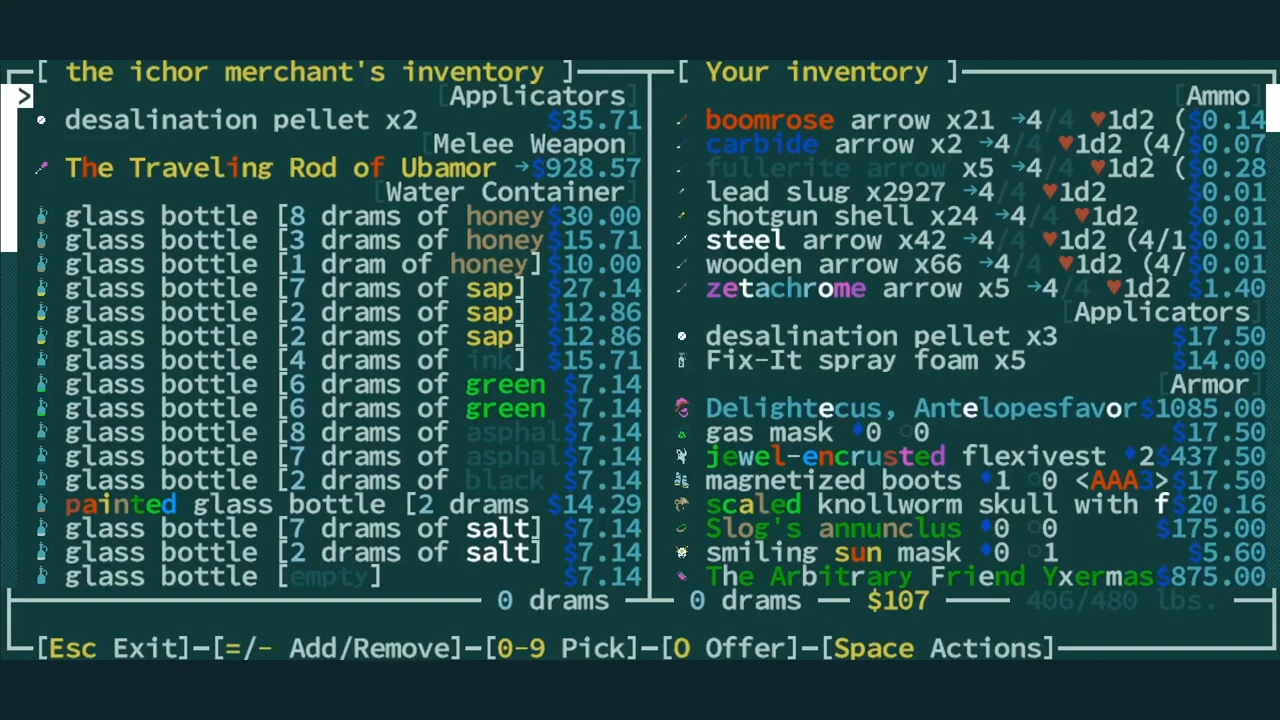 [ the ichor merchant's inventory ]
>
[Applicators]
desalination pellet x2 $35.71
[Melee Weapon]
The Traveling Rod of Ubamor →$928.57
[Water Container]
glass bottle [8 drams of honey $30.00
glass bottle [3 drams of honey $15.71
glass bottle [1 dram of honey] $10.00
glass bottle [7 drams of sap] $27.14
glass bottle [2 drams of sap] $12.86
glass bottle [2 drams of sap] $12.86
glass bottle [4 drams of ink] $15.71
glass bottle [6 drams of green $7.14
glass bottle [6 drams of green $7.14
glass bottle [8 drams of asphal $7.14
glass bottle [7 drams of asphal $7.14
glass bottle [2 drams of black $7.14
painted glass bottle [2 drams $14.29
glass bottle [7 drams of salt] $7.14
glass bottle [2 drams of salt] $7.14
glass bottle [empty] $7.14
0 drams
[ Your inventory ]
[Ammo]
boomrose arrow x21 →4/4 ♥1d2 ( $0.14
carbide arrow x2 →4/4 ♥1d2 (4/ $0.07
fullerite arrow x5 →4/4 ♥1d2 ( $0.28
lead slug x2927 →4/4 ♥1d2 $0.01
shotgun shell x24 →4/4 ♥1d2 $0.01
steel arrow x42 →4/4 ♥1d2 (4/1 $0.01
wooden arrow x66 →4/4 ♥1d2 (4/ $0.01
zetachrome arrow x5 →4/4 ♥1d2 $1.40
[Applicators]
desalination pellet x3 $17.50
Fix-It spray foam x5 $14.00
[Armor]
Delightecus, Antelopesfavor $1085.00
gas mask ♦0 ○0 $17.50
jewel-encrusted flexivest ♦2 $437.50
magnetized boots ♦1 ○0 <AAA3> $17.50
scaled knollworm skull with f $20.16
Slog's annunclus ♦0 ○0 $175.00
smiling sun mask ♦0 ○1 $5.60
The Arbitrary Friend Yxermas $875.00
0 drams — $107 — 406/480 lbs.
[Esc Exit]—[=/- Add/Remove]—[0-9 Pick]—[O Offer]—[Space Actions]